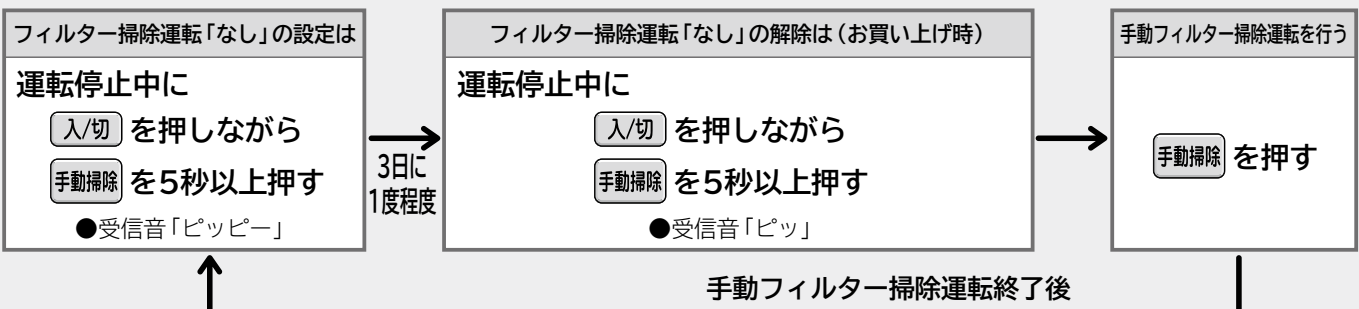 フィルター掃除運転「なし」の設定は
運転停止中に
入/切 を押しながら
手動掃除 を5秒以上押す
●受信音「ピッピー」
3日に
1度程度
フィルター掃除運転「なし」の解除は（お買い上げ時）
運転停止中に
入/切 を押しながら
手動掃除 を5秒以上押す
●受信音「ピッ」
手動フィルター掃除運転を行う
手動掃除 を押す
手動フィルター掃除運転終了後